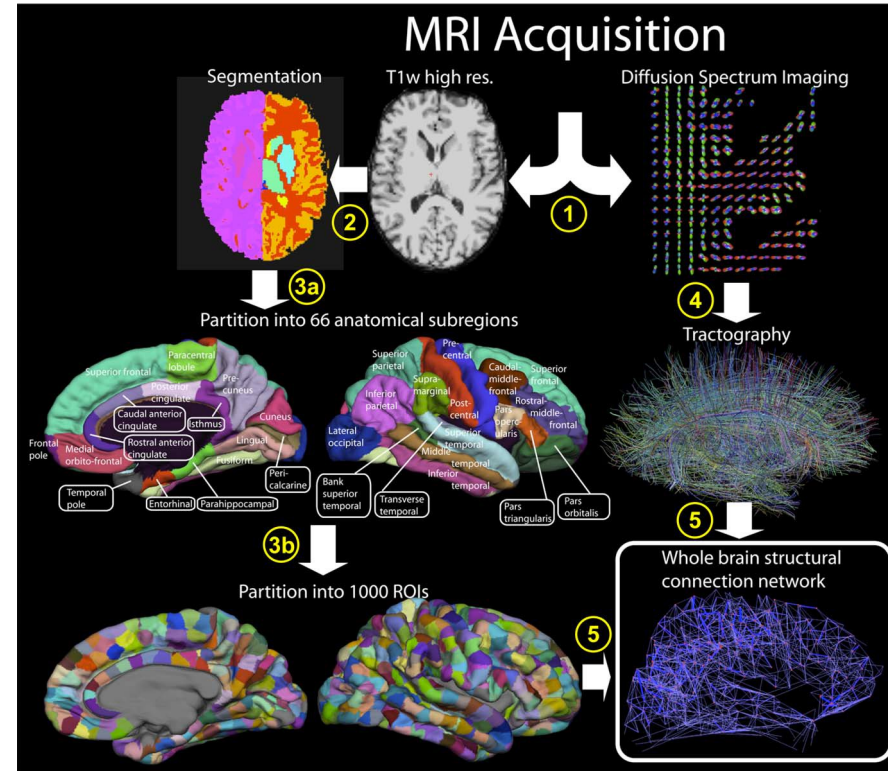 MRI Acquisition
Segmentation
T1w high res.
Diffusion Spectrum Imaging
1
2
3a
4
Partition into 66 anatomical subregions
Tractography
Superior frontal
Paracentral
lobule
Posterior
cingulate
Pre-
cuneus
Caudal anterior
cingulate
Isthmus
Cuneus
Frontal
pole
Medial
orbito-frontal
Rostral anterior
cingulate
Lingual
Fusiform
Peri-
calcarine
Temporal
pole
Entorhinal
Parahippocampal
Superior
parietal
Pre-
central
Caudal-
middle-
frontal
Superior
frontal
Inferior
parietal
Supra-
marginal
Post-
central
Rostral-
middle-
frontal
Pars
operc-
ularis
Lateral
occipital
Superior
temporal
Middle
temporal
Inferior
temporal
Bank
superior
temporal
Transverse
temporal
Pars
triangularis
Pars
orbitalis
3b
5
Partition into 1000 ROIs
5
Whole brain structural
connection network